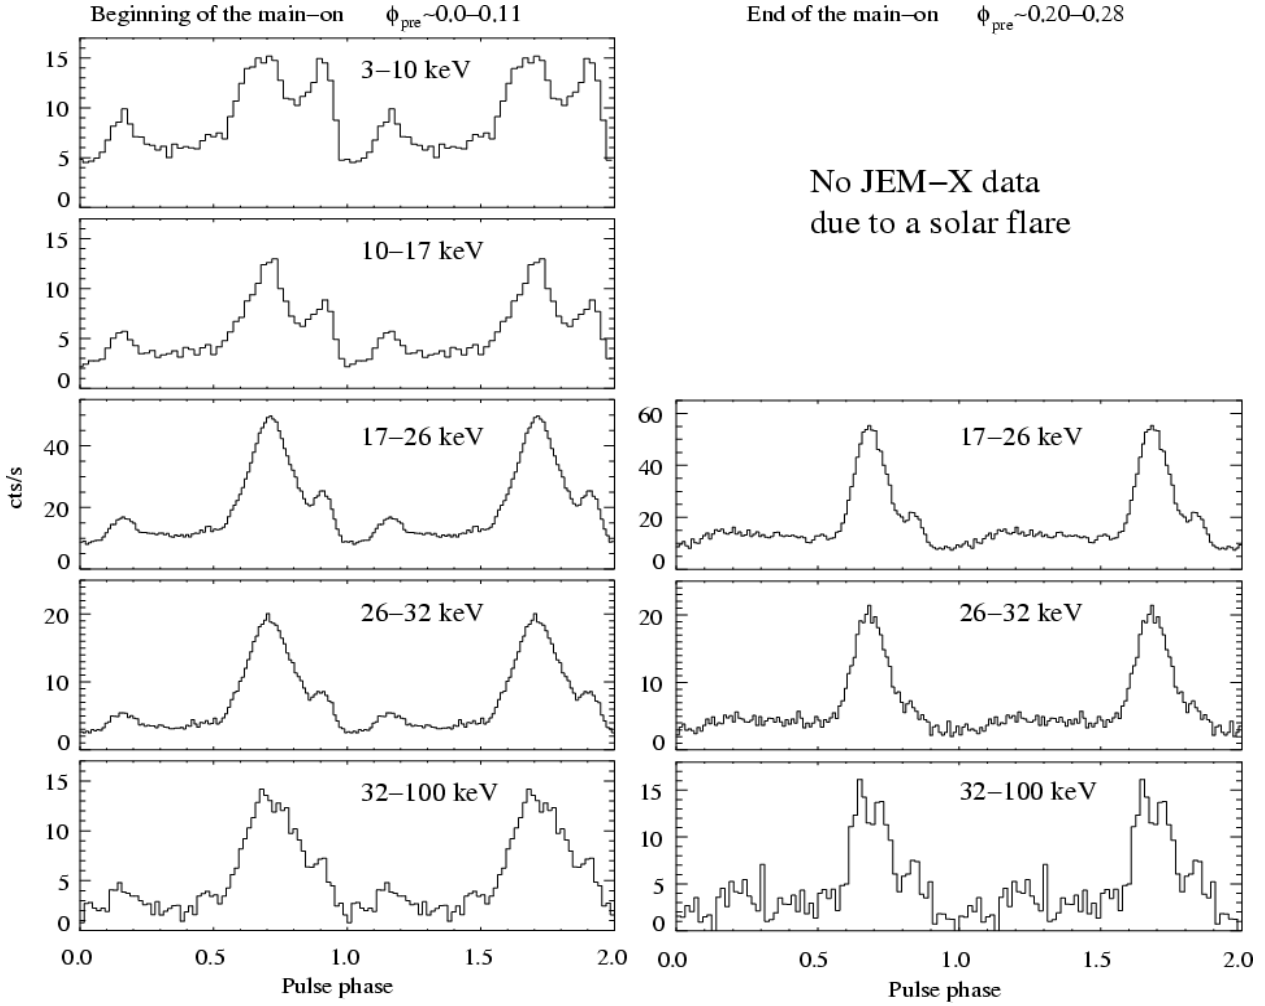 Beginning of the main−on ϕpre~0.0−0.11
End of the main−on ϕpre~0.20−0.28
3−10 keV
15
10
5
0
No JEM−X data
due to a solar flare
10−17 keV
15
10
5
0
17−26 keV
40
20
0
cts/s
17−26 keV
60
40
20
0
26−32 keV
20
10
0
26−32 keV
20
10
0
32−100 keV
15
10
5
0
32−100 keV
15
10
5
0
0.0 0.5 1.0 1.5 2.0
Pulse phase
0.0 0.5 1.0 1.5 2.0
Pulse phase